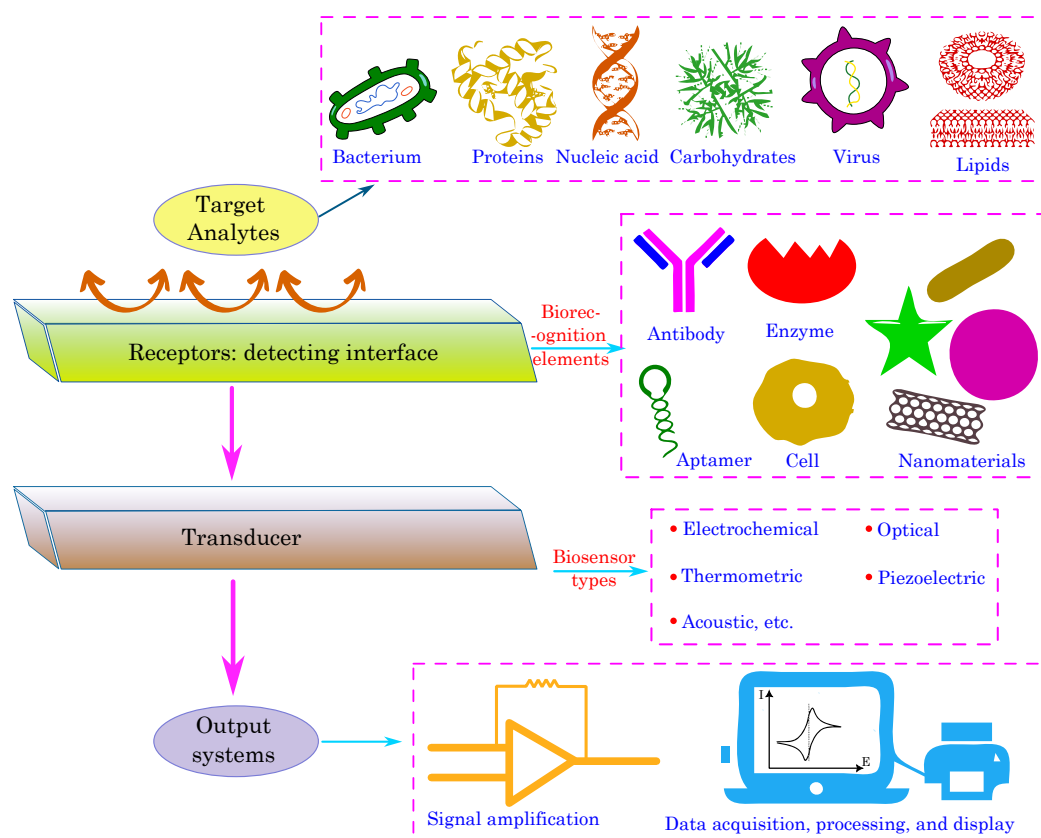 Bacterium
Proteins
Nucleic acid
Carbohydrates
Virus
Lipids
Target
Analytes
Receptors: detecting interface
Biorec-
-ognition
elements
Antibody
Enzyme
Aptamer
Cell
Nanomaterials
Transducer
Biosensor
types
• Electrochemical
• Optical
• Thermometric
• Piezoelectric
• Acoustic, etc.
Output
systems
I
E
Signal amplification
Data acquisition, processing, and display